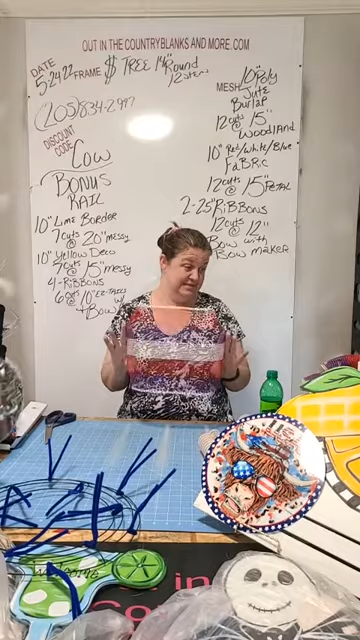 OUT IN THE COUNTRYBLANKS AND MORE.COM
DATE
5-24-22
FRAME
$ TREE 14" Round
12 stem
(205) 834-2997
DISCOUNT
CODE
COW
BONUS
RAIL
10" Lime Border
7 cuts @ 20" messy
10" Yellow Deco
7 cuts @ 15" messy
4-RiBBONS
6 @ 10"
+Bow
MESH
10" Poly
Jute
Burlap
12 cuts @ 15"
WoodLAND
10" Red/White/Blue
FaBRic
12 cuts @ 15" PETAL
2-2.5" RiBBONS
12 cuts @ 12"
Bow with
Bow maker
WELCOME
in